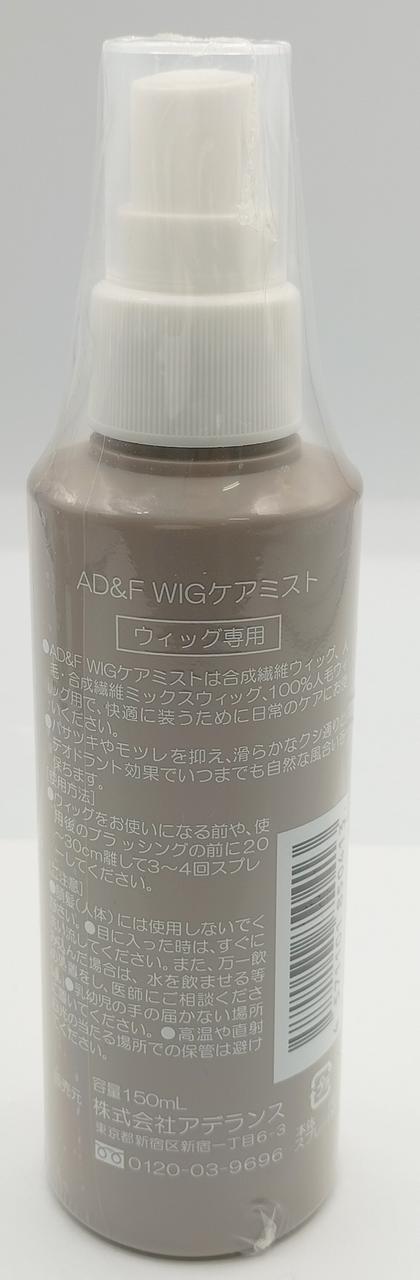 AD&F WIGケアミスト
ウィッグ専用
●AD&F WIGケアミストは合成繊維ウィッグ、人
毛・合成繊維ミックスウィッグ、100%人毛ウィ
ッグ用で、快適に装うために日常のケアにお使
いください。
●パサツキやモツレを抑え、滑らかなクシ通りに
デオドラント効果でいつまでも自然な風合いを
保ちます。
[使用方法]
●ウィッグをお使いになる前や、使
用後のブラッシングの前に20
~30cm離して3~4回スプレ
ーしてください。
[ご注意]
●頭髪(人体)には使用しないでく
ださい。●目に入った時は、すぐに
洗い流してください。また、万一飲
み込んだ場合は、水を飲ませる等
の処置をし、医師にご相談くださ
い。●乳幼児の手の届かない場所
に置いてください。●高温や直射
日光の当たる場所での保管は避け
てください。
容量150mL
発売元 株式会社アデランス
東京都新宿区新宿一丁目6-3
0120-03-9696
本体